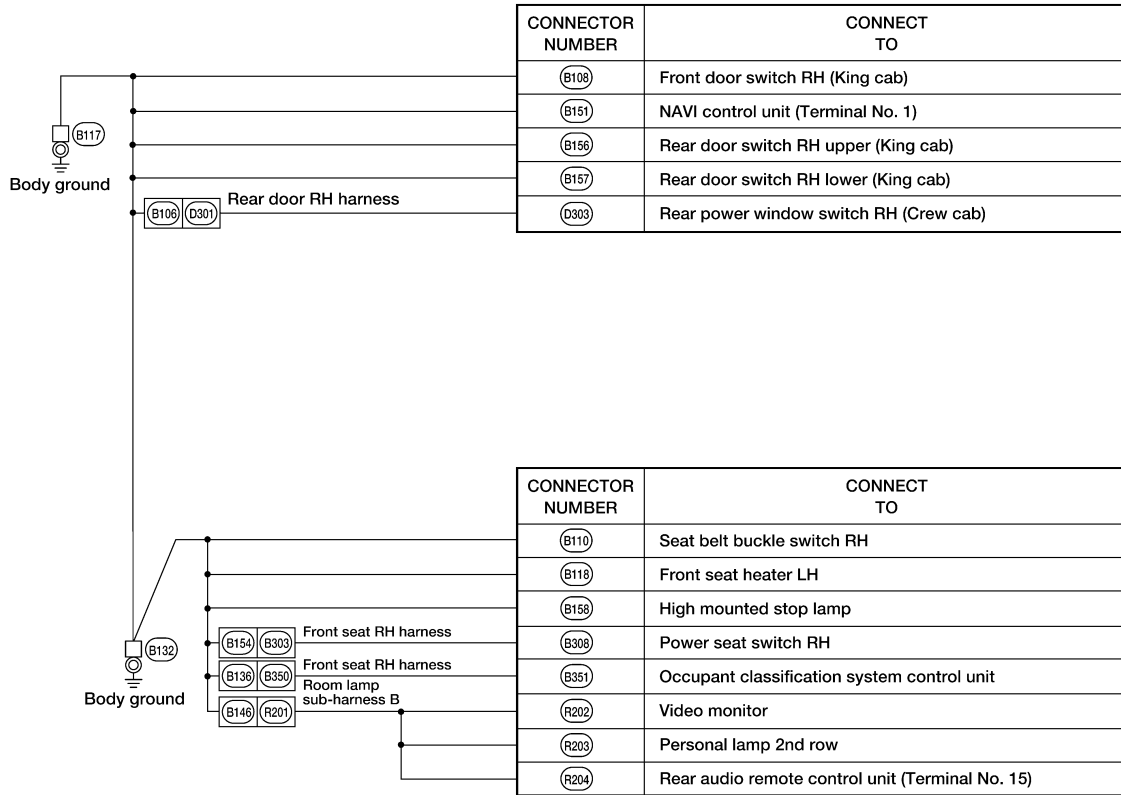 CONNECTOR NUMBER CONNECT TO
B108 Front door switch RH (King cab)
B151 NAVI control unit (Terminal No. 1)
B117
B156 Rear door switch RH upper (King cab)
Body ground
B157 Rear door switch RH lower (King cab)
B106 D301 Rear door RH harness D303 Rear power window switch RH (Crew cab)
CONNECTOR NUMBER CONNECT TO
B110 Seat belt buckle switch RH
B118 Front seat heater LH
B158 High mounted stop lamp
B132
Body ground
B154 B303 Front seat RH harness B308 Power seat switch RH
B136 B350 Front seat RH harness B351 Occupant classification system control unit
B146 R201 Room lamp sub-harness B R202 Video monitor
R203 Personal lamp 2nd row
R204 Rear audio remote control unit (Terminal No. 15)